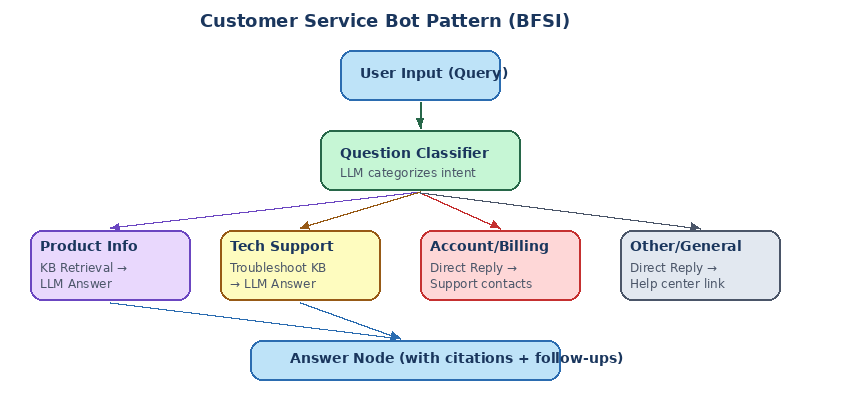 Customer Service Bot Pattern (BFSI)
User Input (Query)
Question Classifier
LLM categorizes intent
Product Info
KB Retrieval →
LLM Answer
Tech Support
Troubleshoot KB
→ LLM Answer
Account/Billing
Direct Reply →
Support contacts
Other/General
Direct Reply →
Help center link
Answer Node (with citations + follow-ups)